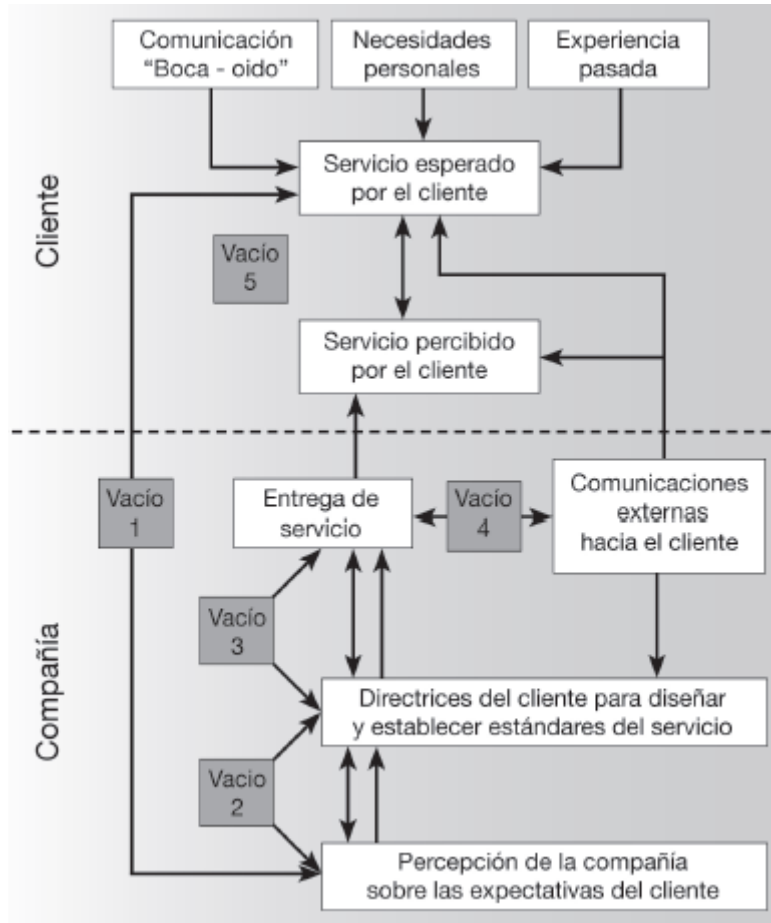 Comunicación
“Boca - oido”
Necesidades
personales
Experiencia
pasada
Cliente
Servicio esperado
por el cliente
Vacío
5
Servicio percibido
por el cliente
Compañía
Vacío
1
Entrega de
servicio
Vacío
4
Comunicaciones
externas
hacia el cliente
Vacío
3
Directrices del cliente para diseñar
y establecer estándares del servicio
Vacio
2
Percepción de la compañía
sobre las expectativas del cliente